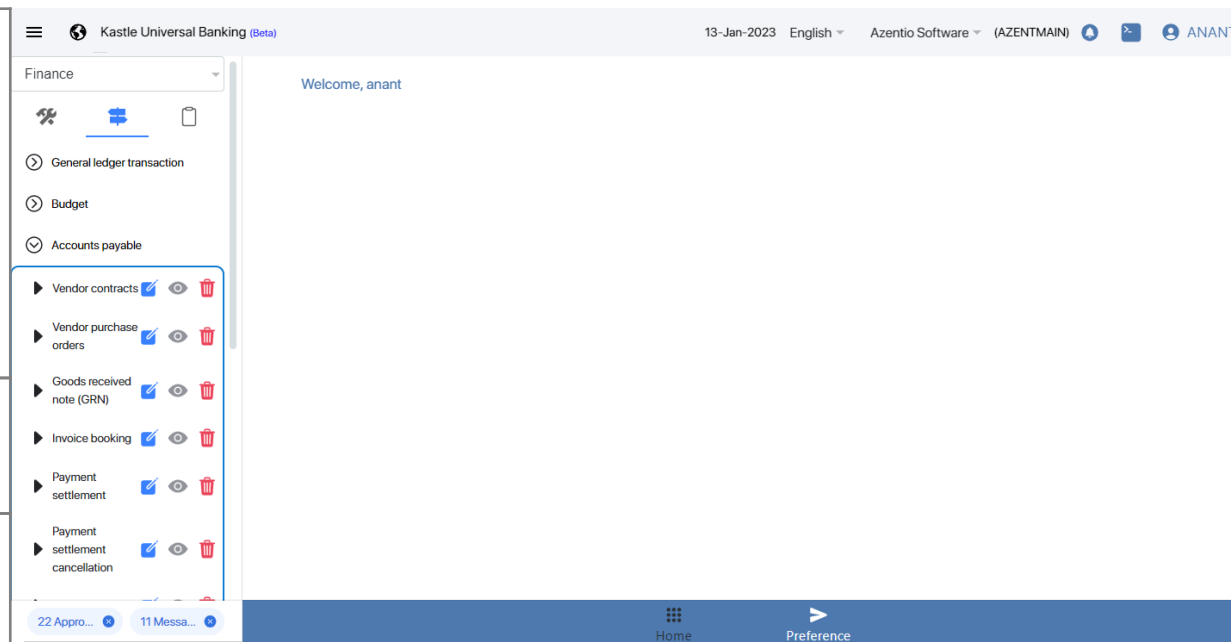 Kastle Universal Banking (Beta)
13-Jan-2023 English Azentio Software (AZENTMAIN) ANANT
Finance
Welcome, anant
General ledger transaction
Budget
Accounts payable
Vendor contracts
Vendor purchase
orders
Goods received
note (GRN)
Invoice booking
Payment
settlement
Payment
settlement
cancellation
22 Appro...
11 Messa...
Home
Preference